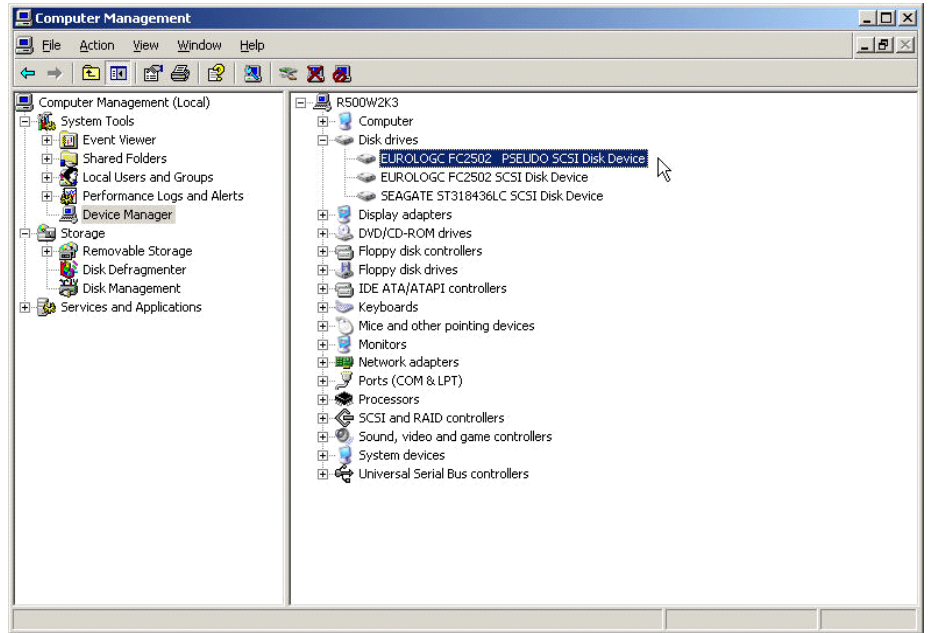 Computer Management
File Action View Window Help
Computer Management (Local)
System Tools
Event Viewer
Shared Folders
Local Users and Groups
Performance Logs and Alerts
Device Manager
Storage
Removable Storage
Disk Defragmenter
Disk Management
Services and Applications
R500W2K3
Computer
Disk drives
EUROLOGC FC2502 PSEUDO SCSI Disk Device
EUROLOGC FC2502 SCSI Disk Device
SEAGATE ST318436LC SCSI Disk Device
Display adapters
DVD/CD-ROM drives
Floppy disk controllers
Floppy disk drives
IDE ATA/ATAPI controllers
Keyboards
Mice and other pointing devices
Monitors
Network adapters
Ports (COM & LPT)
Processors
SCSI and RAID controllers
Sound, video and game controllers
System devices
Universal Serial Bus controllers